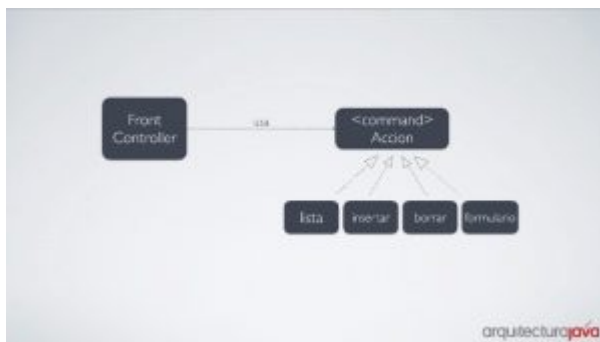 Front
Controller
usa
<command>
Accion
lista
insertar
borrar
formulario
arquitecturajava